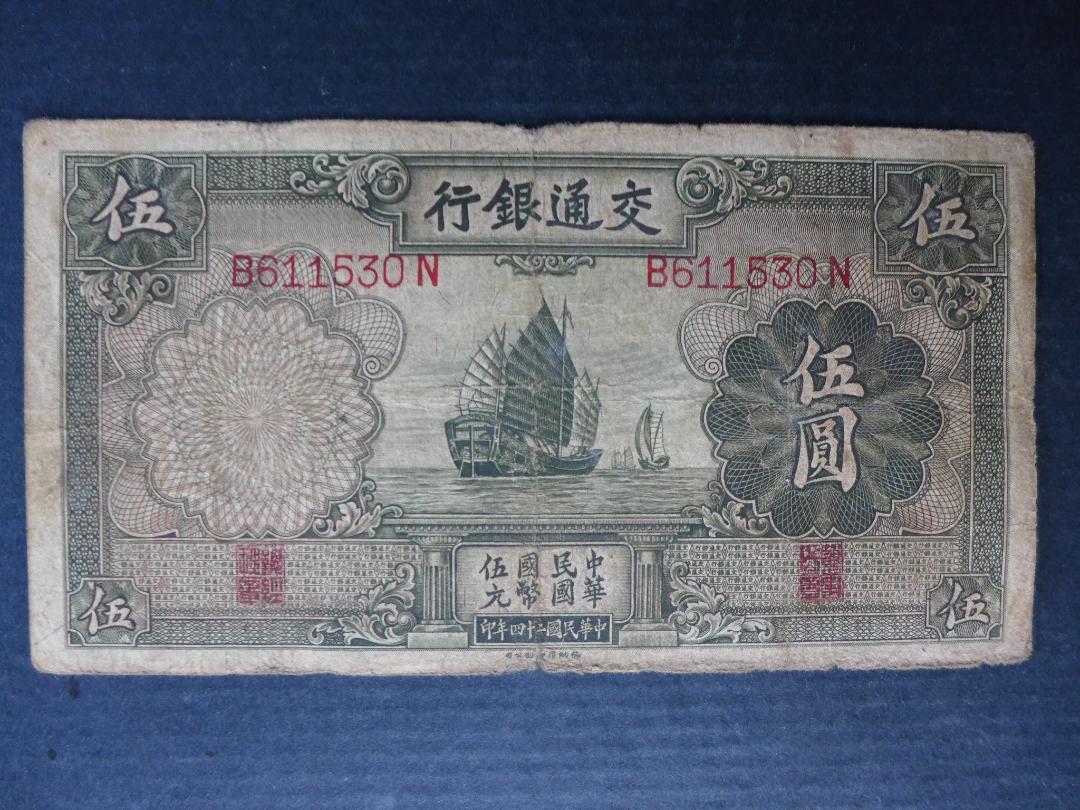 交通銀行
伍
伍
B611530 N
B611530 N
伍圓
中華
民國
國幣
伍元
伍
伍
中華民國二十四年印